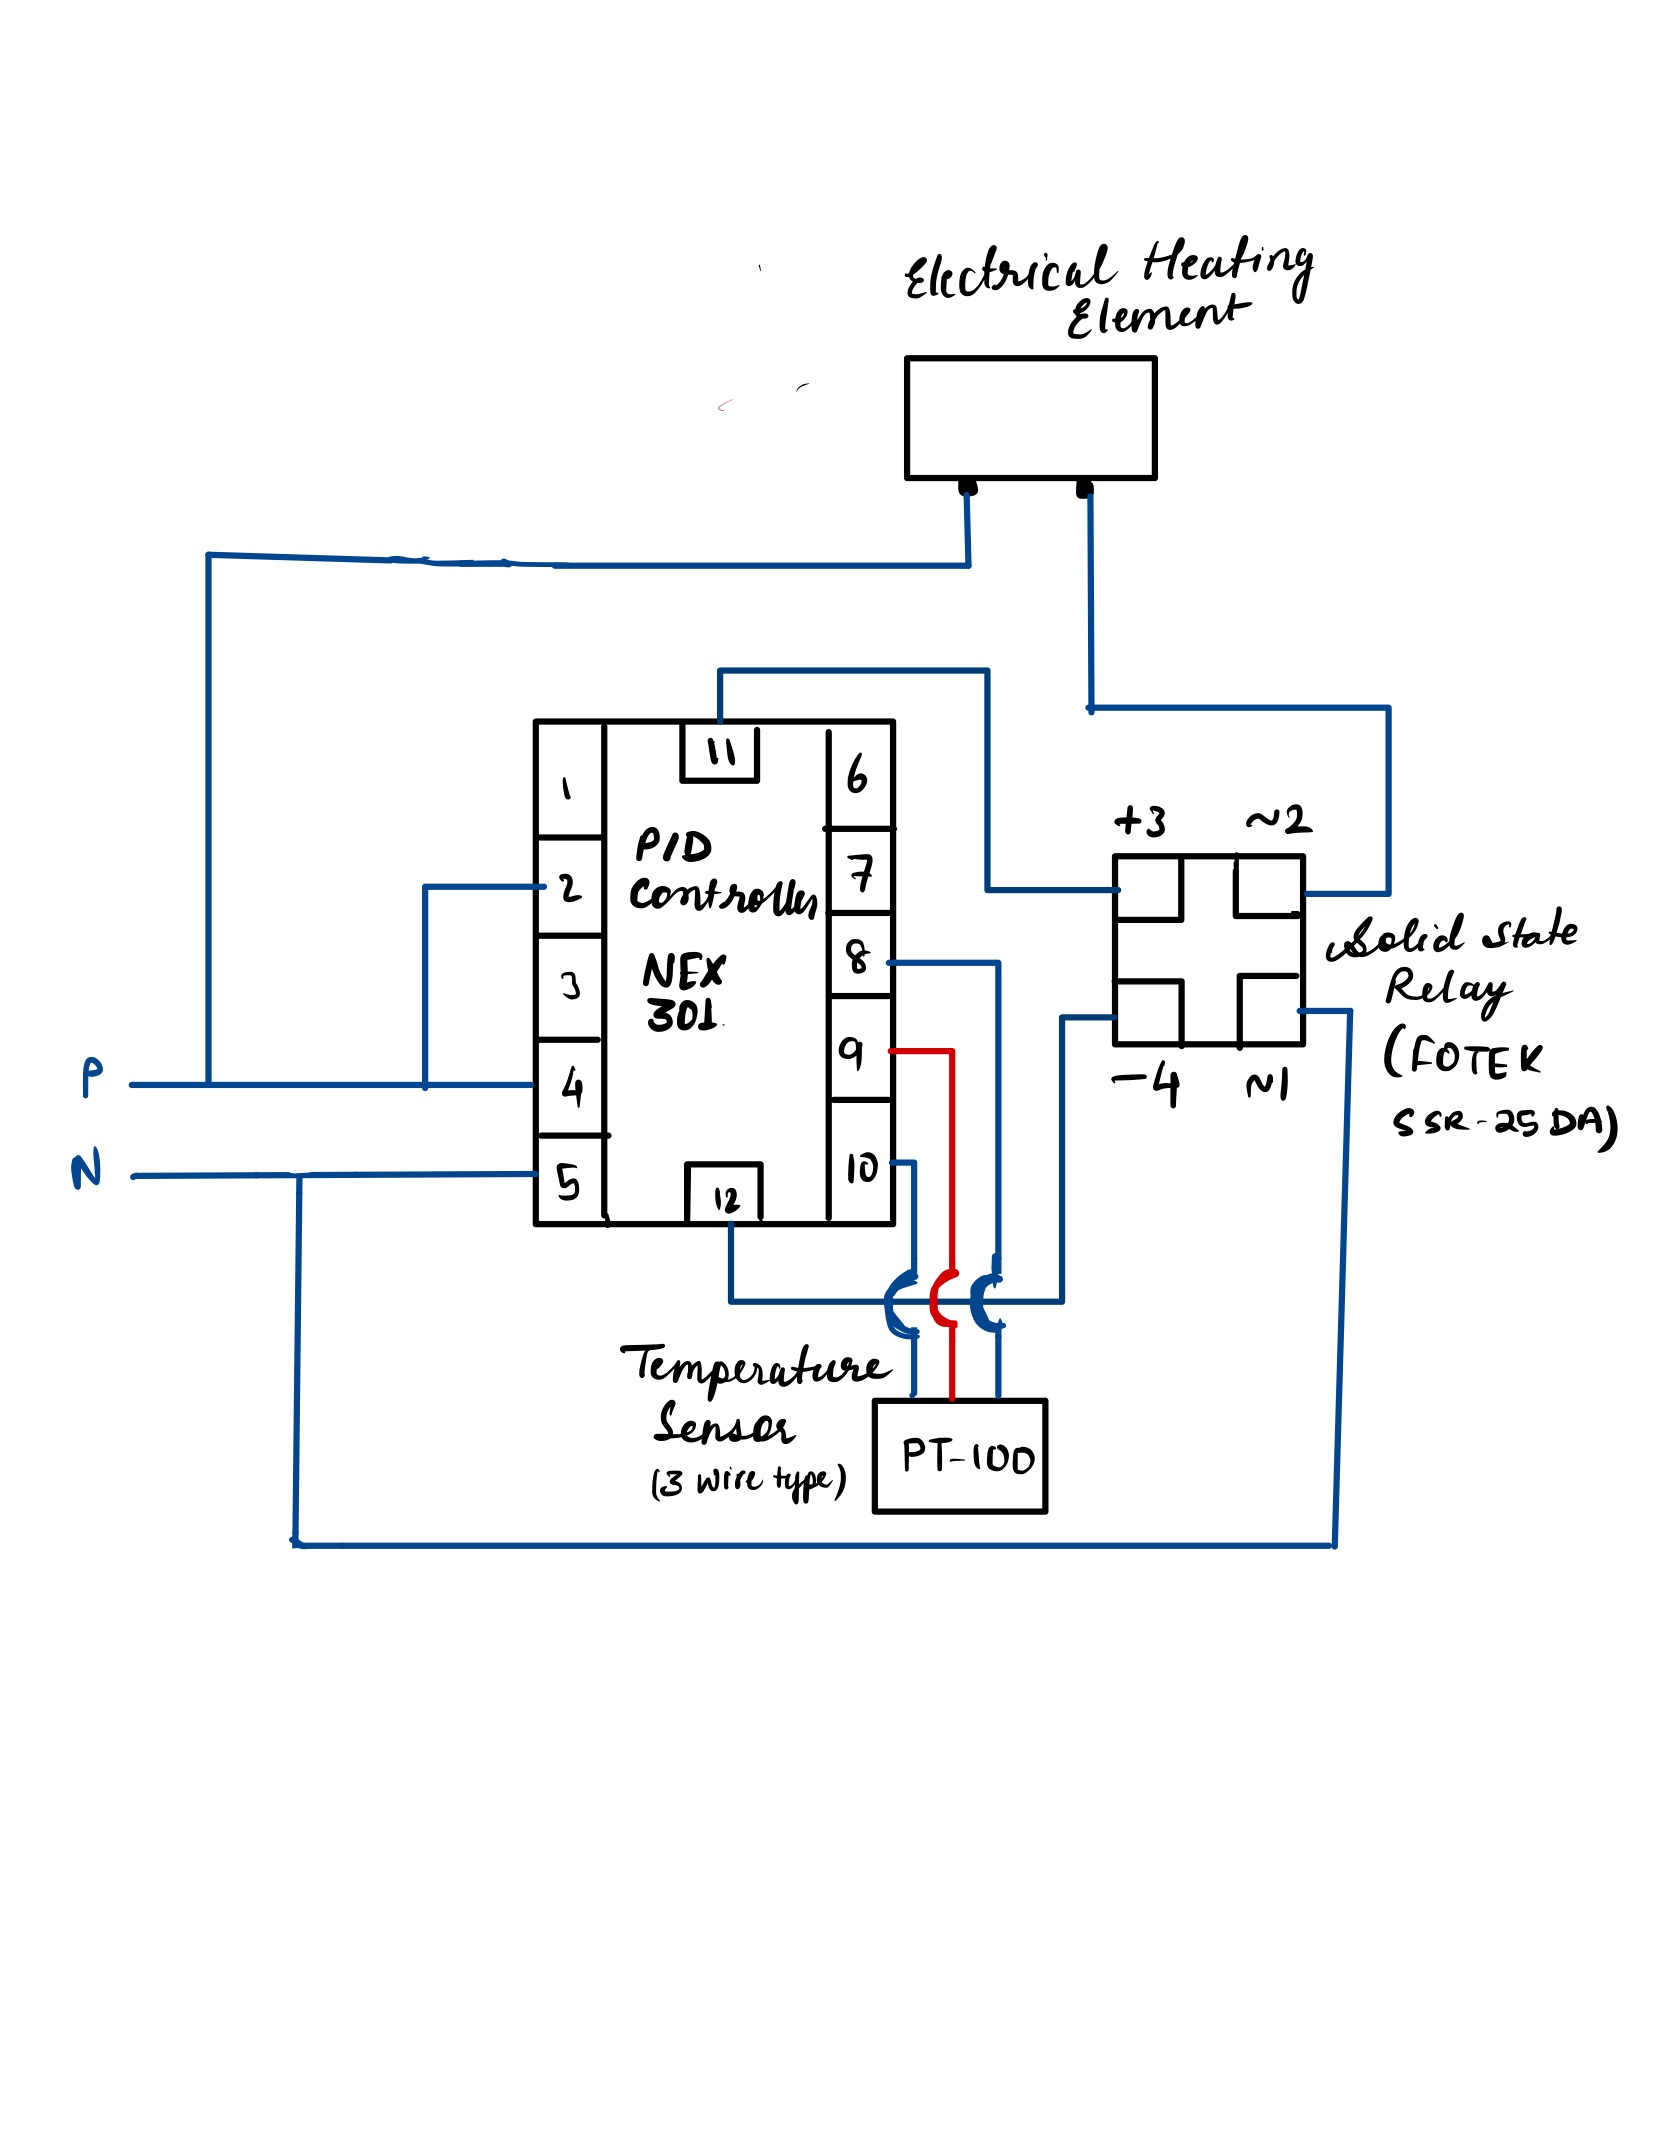 Electrical Heating
Element
11
1
2
3
4
5
6
7
8
9
10
12
PID
Controller
NEX
301
P
N
+3
~2
-4
~1
Solid State
Relay
(FOTEK
SSR-25 DA)
Temperature
Sensor
(3 wire type)
PT-100